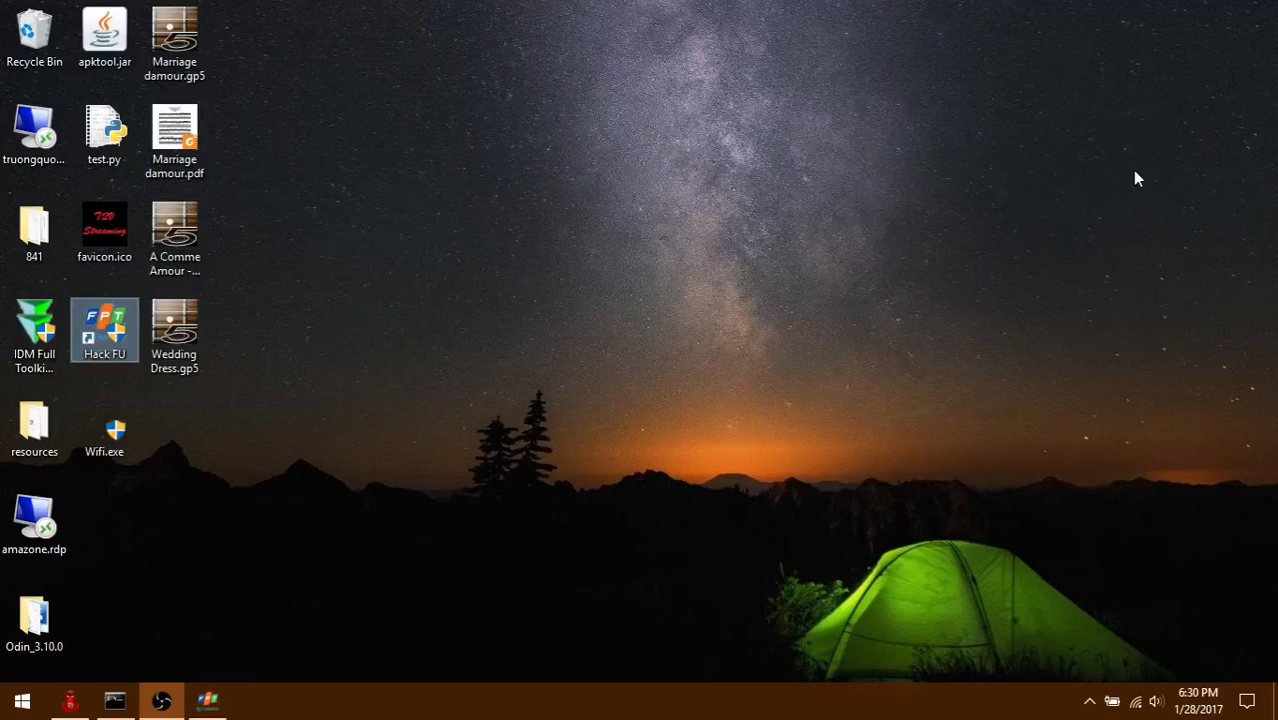 Recycle Bin
apktool.jar
Marriage
damour.gp5
truongquo...
test.py
Marriage
damour.pdf
841
T2V
Streaming
favicon.ico
A Comme
Amour -...
IDM Full
Toolki...
FPT
Hack FU
Wedding
Dress.gp5
resources
Wifi.exe
amazone.rdp
Odin_3.10.0
6:30 PM
1/28/2017